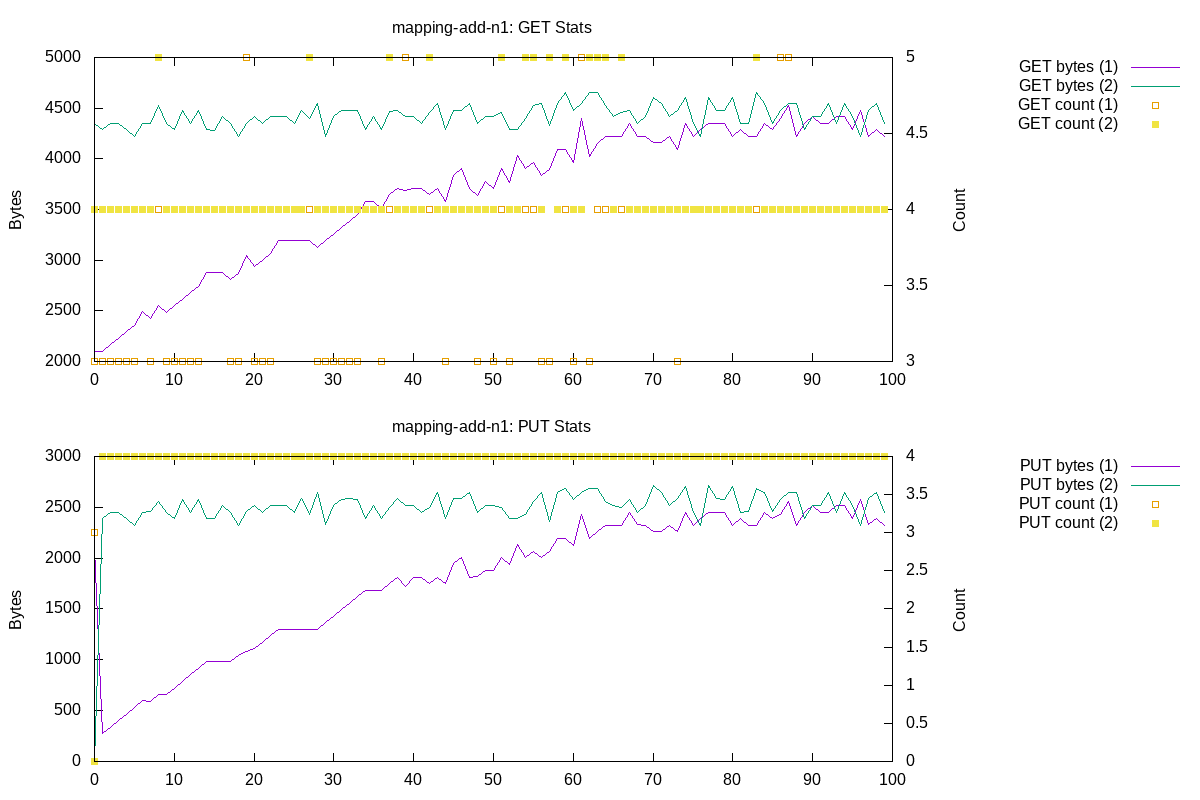 mapping-add-n1: GET Stats
5000
4500
4000
3500
3000
2500
2000
Bytes
0 10 20 30 40 50 60 70 80 90 100
5
4.5
4
3.5
3
Count
GET bytes (1)
GET bytes (2)
GET count (1)
GET count (2)
mapping-add-n1: PUT Stats
3000
2500
2000
1500
1000
500
0
Bytes
0 10 20 30 40 50 60 70 80 90 100
4
3.5
3
2.5
2
1.5
1
0.5
0
Count
PUT bytes (1)
PUT bytes (2)
PUT count (1)
PUT count (2)